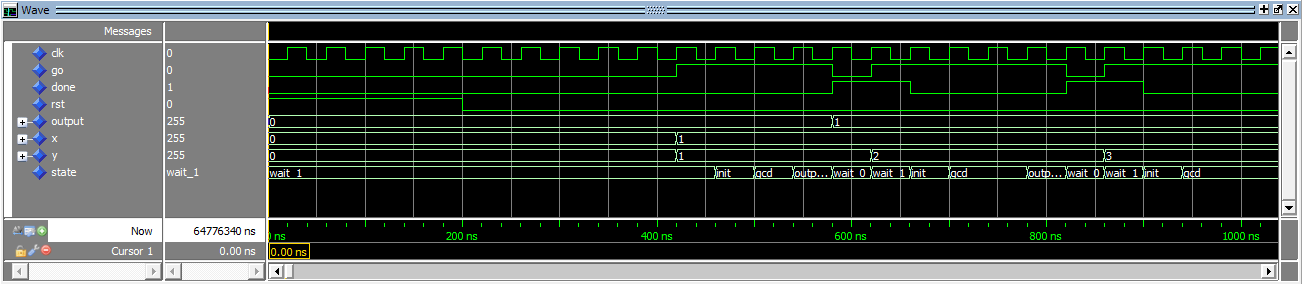 Wave
Messages
clk 0
go 0
done 1
rst 0
output 255 0 1
x 255 0 1
y 255 0 1 2 3
state wait_1 wait_1 init gcd outp... wait_0 wait_1 init gcd outp... wait_0 wait_1 init gcd
Now 64776340 ns ns 200 ns 400 ns 600 ns 800 ns 1000 ns
Cursor 1 0.00 ns 0.00 ns